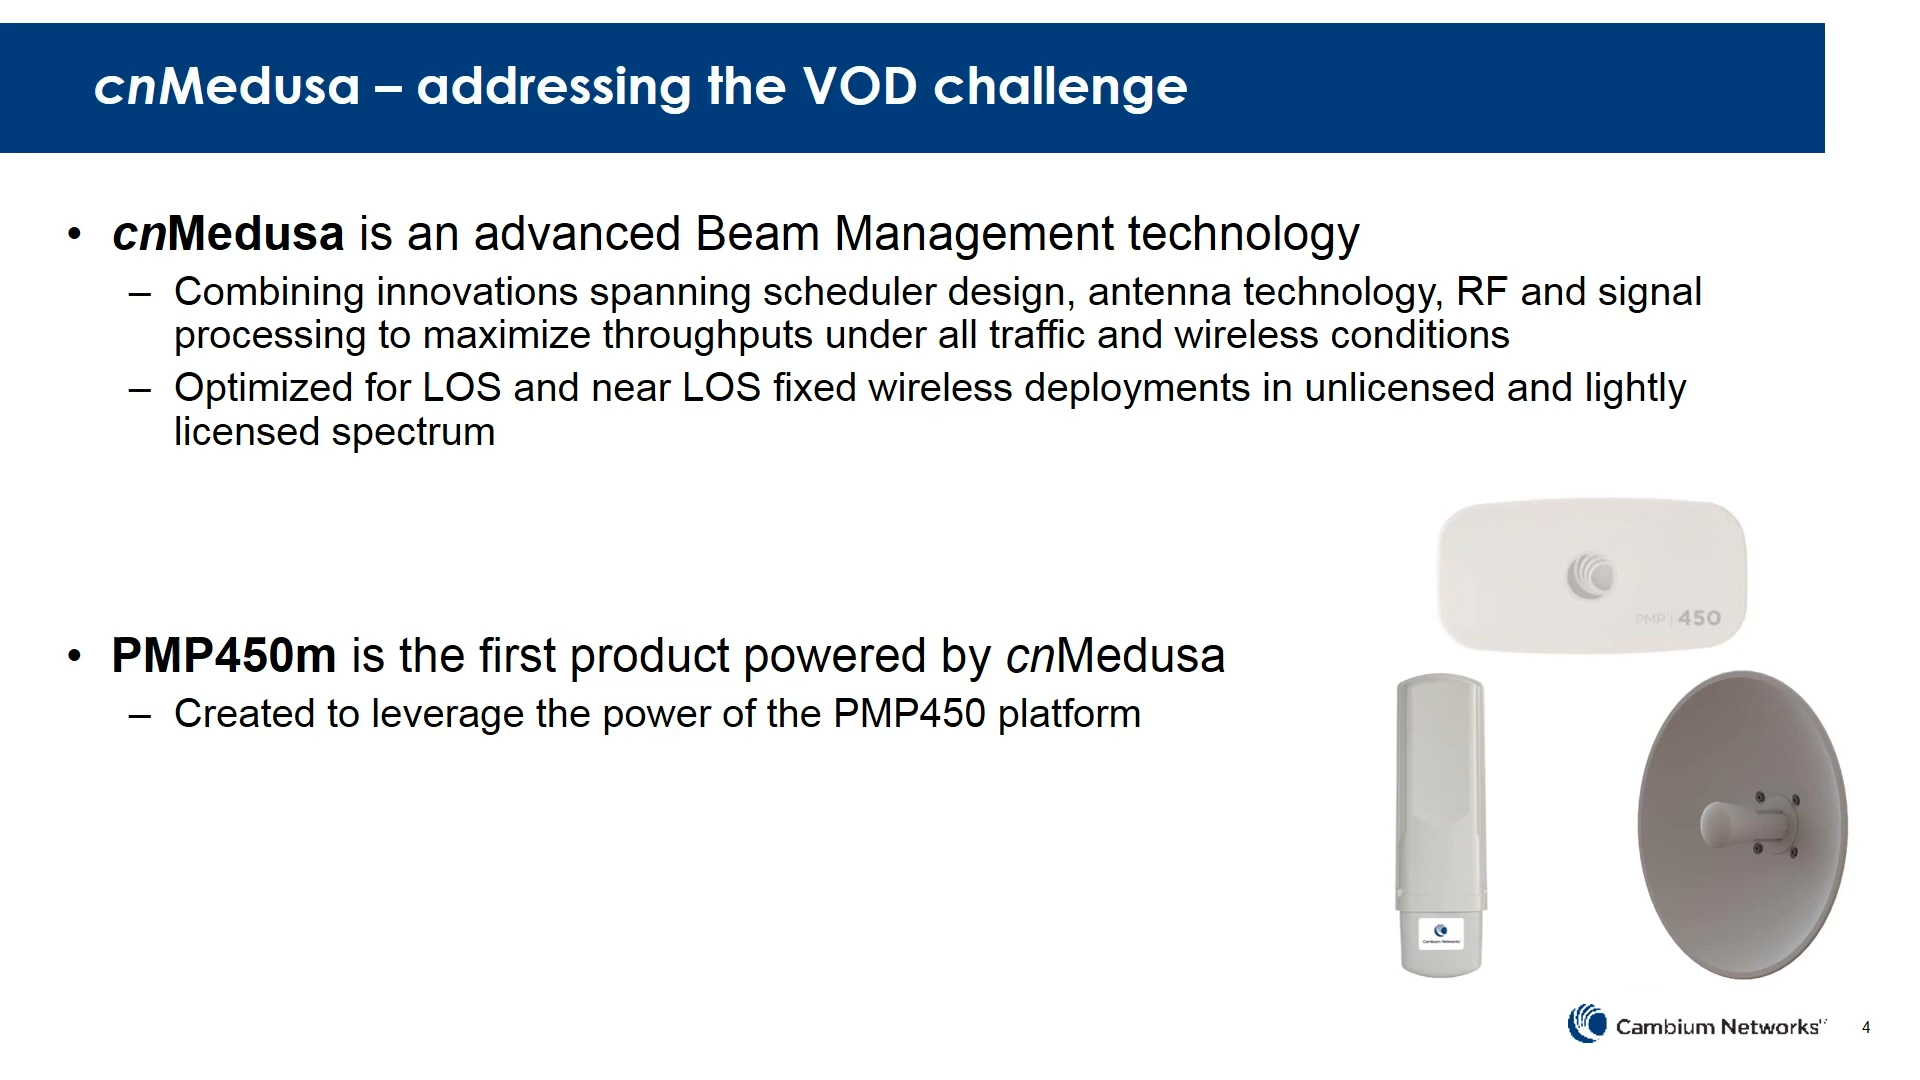 cnMedusa – addressing the VOD challenge
• cnMedusa is an advanced Beam Management technology
– Combining innovations spanning scheduler design, antenna technology, RF and signal
processing to maximize throughputs under all traffic and wireless conditions
– Optimized for LOS and near LOS fixed wireless deployments in unlicensed and lightly
licensed spectrum
PMP | 450
• PMP450m is the first product powered by cnMedusa
– Created to leverage the power of the PMP450 platform
Cambium Networks
Cambium Networks
4